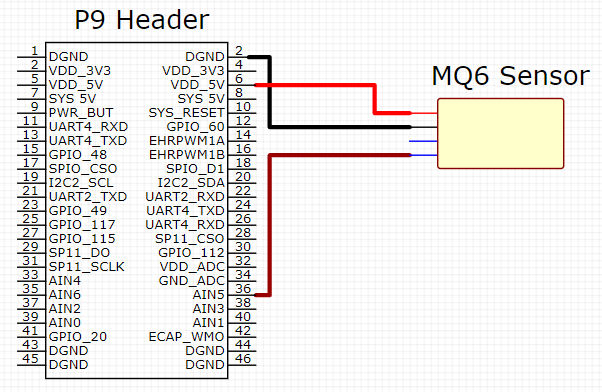 P9 Header
1 DGND DGND 2
2 VDD_3V3 VDD_3V3 4
5 VDD_5V VDD_5V 6
7 SYS 5V SYS 5V 8
9 PWR_BUT SYS_RESET 10
11 UART4_RXD GPIO_60 12
13 UART4_TXD EHRPWM1A 14
15 GPIO_48 EHRPWM1B 16
17 SPIO_CSO SPIO_D1 18
19 I2C2_SCL I2C2_SDA 20
21 UART2_TXD UART2_RXD 22
23 GPIO_49 UART4_TXD 24
25 GPIO_117 UART4_RXD 26
27 GPIO_115 SP11_CSO 28
29 SP11_DO GPIO_112 30
31 SP11_SCLK VDD_ADC 32
33 AIN4 GND_ADC 34
35 AIN6 AIN5 36
37 AIN2 AIN3 38
39 AIN0 AIN1 40
41 GPIO_20 ECAP_WMO 42
43 DGND DGND 44
45 DGND DGND 46
MQ6 Sensor